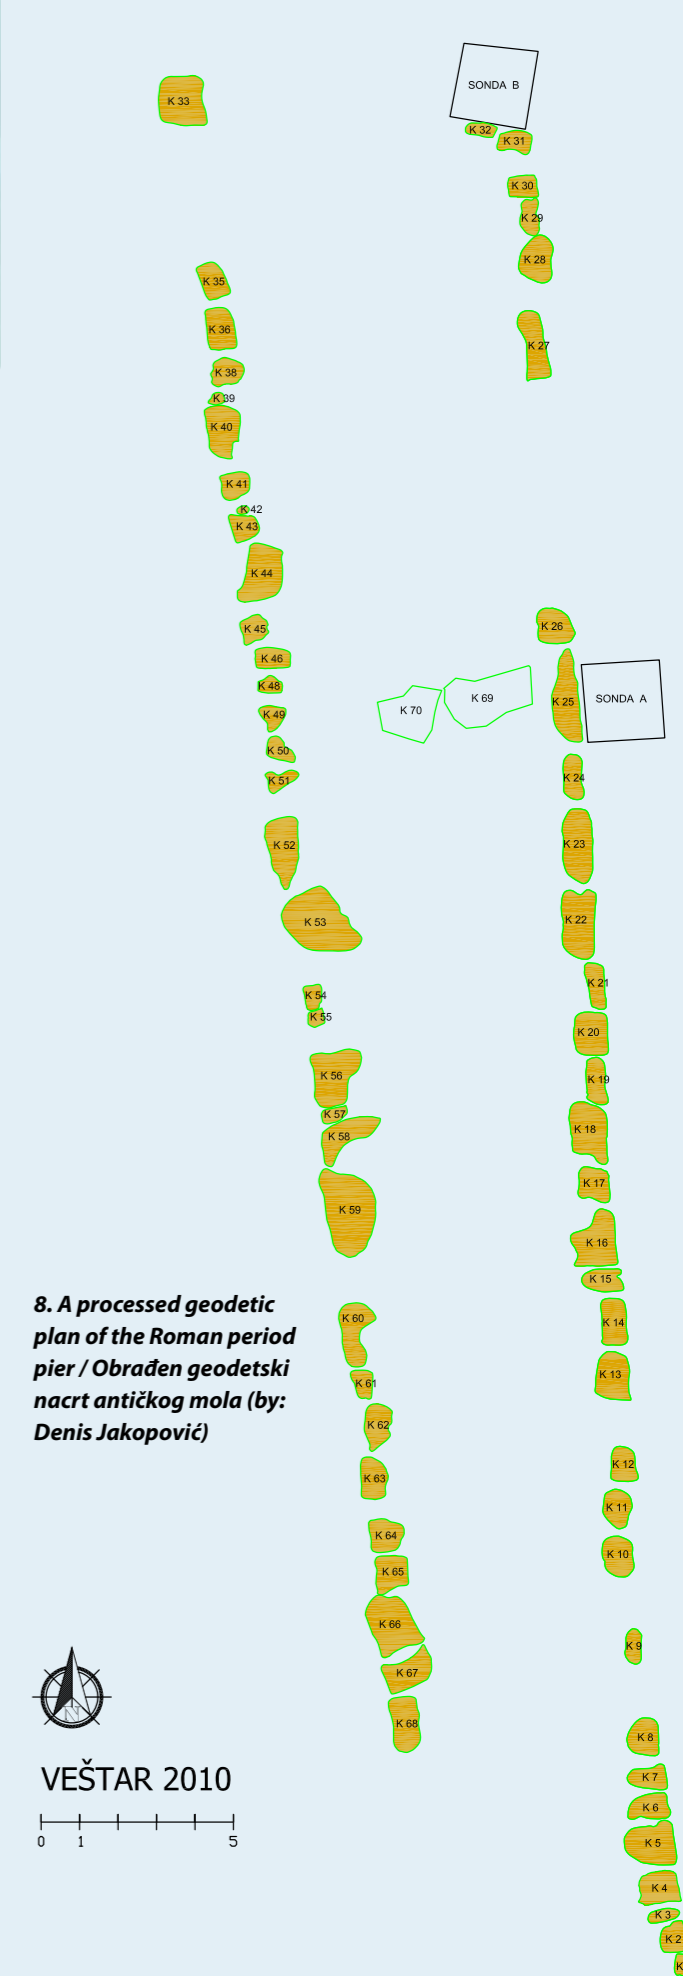 SONDA B
K 33
K 32
K 31
K 30
K 29
K 28
K 27
K 35
K 36
K 38
K 39
K 40
K 41
K 42
K 43
K 44
K 45
K 46
K 48
K 49
K 50
K 51
K 52
K 53
K 54
K 55
K 56
K 57
K 58
K 59
K 60
K 61
K 62
K 63
K 64
K 65
K 66
K 67
K 68
K 70
K 69
K 26
K 25
SONDA A
K 24
K 23
K 22
K 21
K 20
K 19
K 18
K 17
K 16
K 15
K 14
K 13
K 12
K 11
K 10
K 9
K 8
K 7
K 6
K 5
K 4
K 3
K 2
K
8. A processed geodetic
plan of the Roman period
pier / Obrađen geodetski
nacrt antičkog mola (by:
Denis Jakopović)
N
VEŠTAR 2010
0 1 5